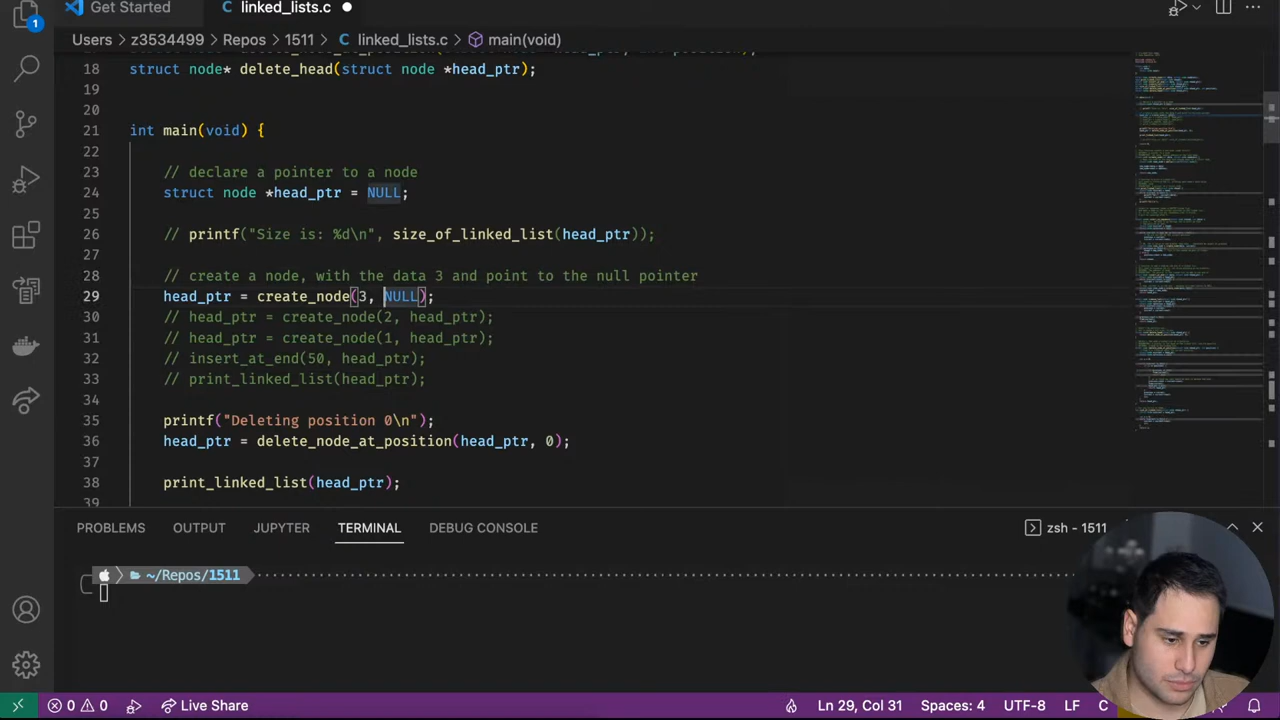 Get Started
linked_lists.c
1
Users > z3534499 > Repos > 1511 > linked_lists.c > main(void)
18 struct node* delete_head(struct node *head_ptr);
19
20
21 int main(void) {
22
23 // declare a pointer to a node
24 struct node *head_ptr = NULL;
25
26 // printf("Size is: %d\n", size_of_linked_list(head_ptr));
27
28 // create a node, with the data 3 and point to the null pointer
29 head_ptr = create_node(3, NULL);
30 // head_ptr = create_node(2, head_ptr);
31 // head_ptr = create_node(1, head_ptr);
32 // insert_at_end(50, head_ptr);
33 // print_linked_list(head_ptr);
34
35 printf("Deleting position 0\n");
36 head_ptr = delete_node_at_position(head_ptr, 0);
37
38 print_linked_list(head_ptr);
39
PROBLEMS OUTPUT JUPYTER TERMINAL DEBUG CONSOLE
zsh - 1511
~/Repos/1511
0 0 Live Share
Ln 29, Col 31 Spaces: 4 UTF-8 LF C